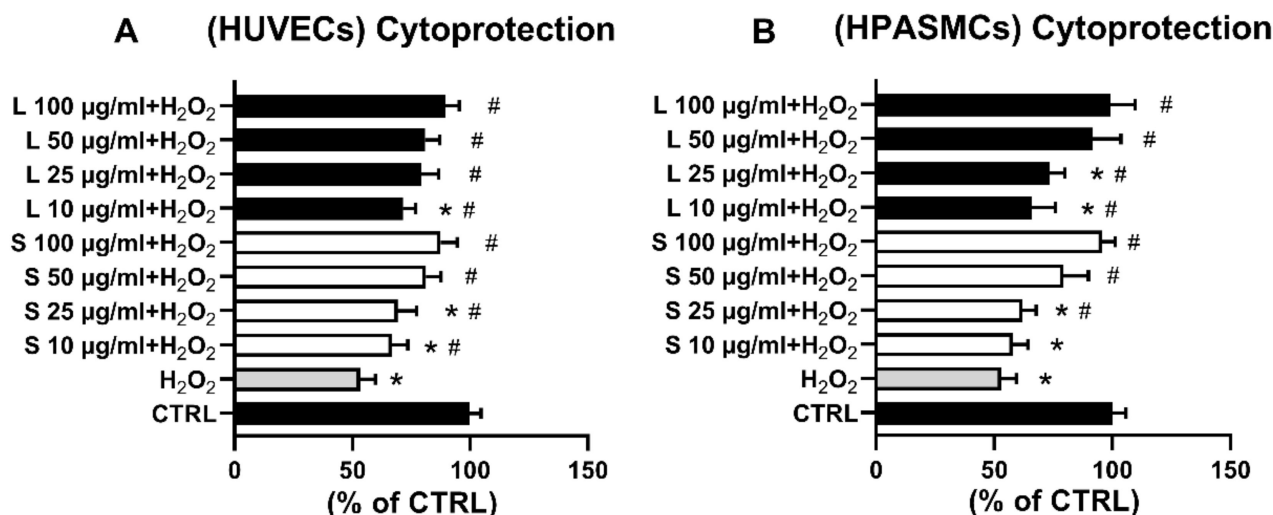 A (HUVECs) Cytoprotection
L 100 µg/ml+H₂O₂ #
L 50 µg/ml+H₂O₂ #
L 25 µg/ml+H₂O₂ #
L 10 µg/ml+H₂O₂ * #
S 100 µg/ml+H₂O₂ #
S 50 µg/ml+H₂O₂ #
S 25 µg/ml+H₂O₂ * #
S 10 µg/ml+H₂O₂ * #
H₂O₂ *
CTRL
0 50 100 150
(% of CTRL)
B (HPASMCs) Cytoprotection
L 100 µg/ml+H₂O₂ #
L 50 µg/ml+H₂O₂ #
L 25 µg/ml+H₂O₂ * #
L 10 µg/ml+H₂O₂ * #
S 100 µg/ml+H₂O₂ #
S 50 µg/ml+H₂O₂ #
S 25 µg/ml+H₂O₂ * #
S 10 µg/ml+H₂O₂ *
H₂O₂ *
CTRL
0 50 100 150
(% of CTRL)